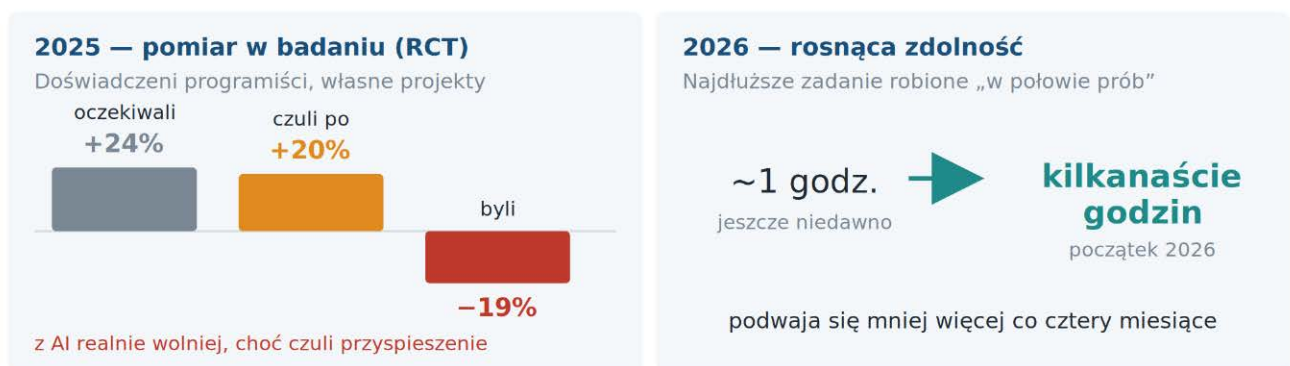 2025 — pomiar w badaniu (RCT)
Doświadczeni programiści, własne projekty
oczekiwali
+24%
czuli po
+20%
byli
−19%
z AI realnie wolniej, choć czuli przyspieszenie
2026 — rosnąca zdolność
Najdłuższe zadanie robione „w połowie prób”
~1 godz.
jeszcze niedawno
kilkanaście
godzin
początek 2026
podwaja się mniej więcej co cztery miesiące